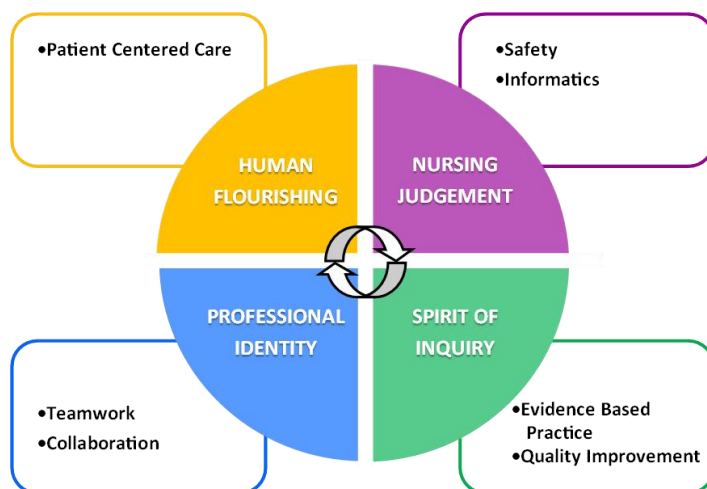 •Patient Centered Care
•Safety
•Informatics
HUMAN
FLOURISHING
NURSING
JUDGEMENT
PROFESSIONAL
IDENTITY
SPIRIT OF
INQUIRY
•Teamwork
•Collaboration
•Evidence Based
Practice
•Quality Improvement